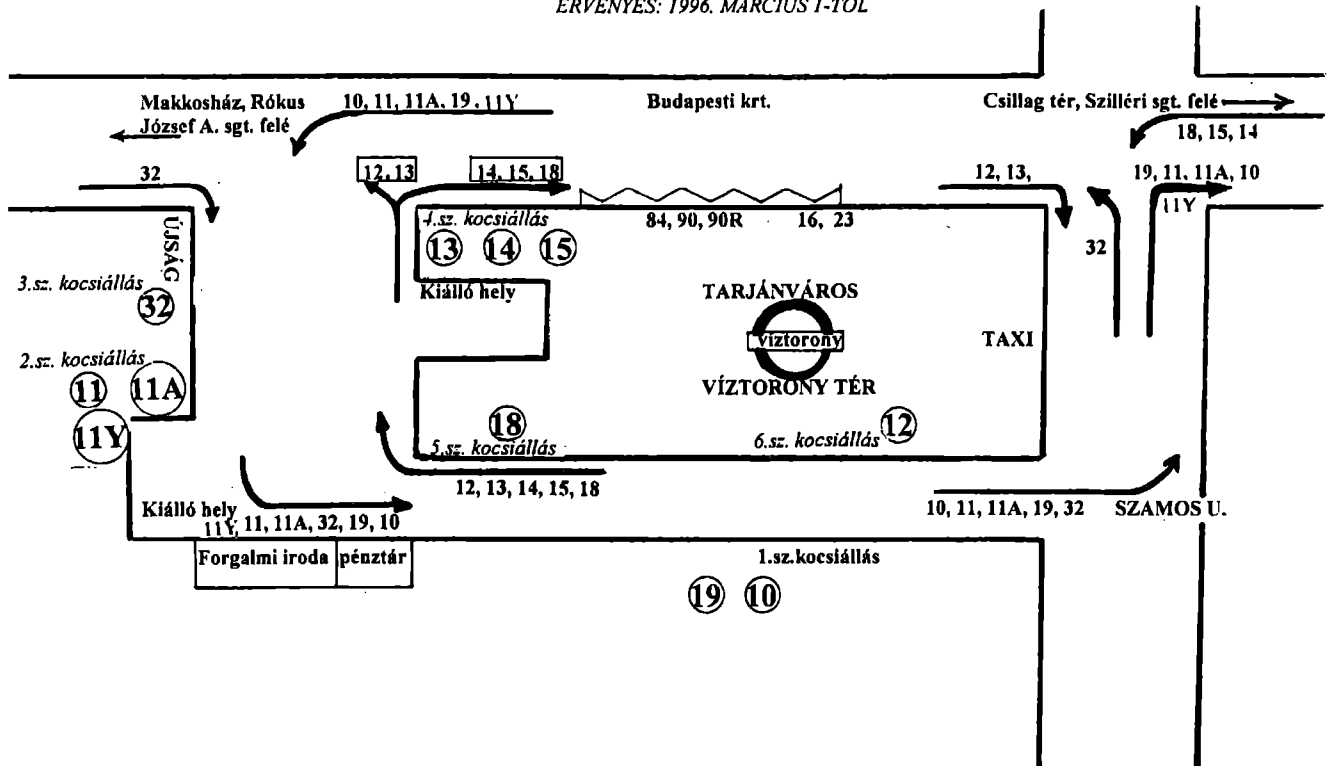 ÉRVÉNYES: 1996. MÁRCIUS 1-TŐL
Makkosház, Rókus
József A. sgt. felé
10, 11, 11A, 19, 11Y
Budapesti krt.
Csillag tér, Szilléri sgt. felé
18, 15, 14
32
12, 13
14, 15, 18
12, 13,
19, 11, 11A, 10
11Y
ÚJSÁG
4.sz. kocsiállás
84, 90, 90R
16, 23
13
14
15
32
3.sz. kocsiállás
32
Kiálló hely
TARJÁNVÁROS
víztorony
VÍZTORONY TÉR
TAXI
2.sz. kocsiállás
11
11A
11Y
18
5.sz. kocsiállás
6.sz. kocsiállás
12
12, 13, 14, 15, 18
10, 11, 11A, 19, 32
SZAMOS U.
Kiálló hely
11Y, 11, 11A, 32, 19, 10
Forgalmi iroda
pénztár
1.sz.kocsiállás
19
10